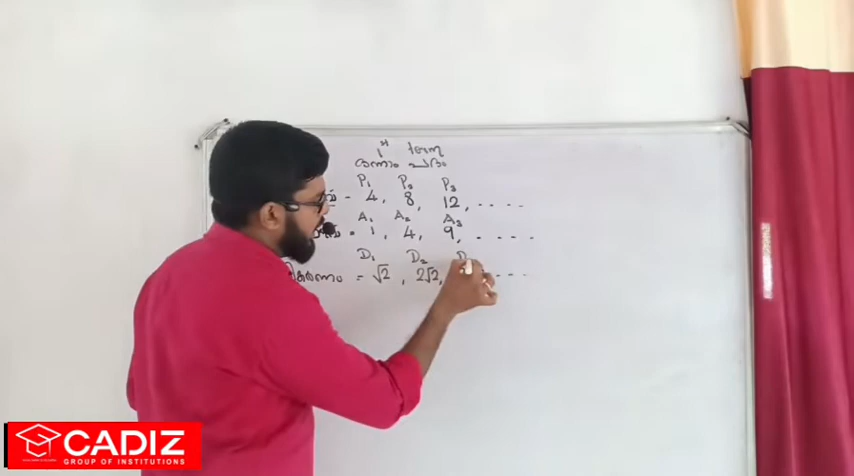 1st term
ഒന്നാം പദം
P₁ P₂ P₃
- 4, 8, 12, - - - -
A₁ A₂ A₃
= 1, 4, 9, - - - -
D₁ D₂ D
= √2, 2√2, - - -
CADIZ
GROUP OF INSTITUTIONS